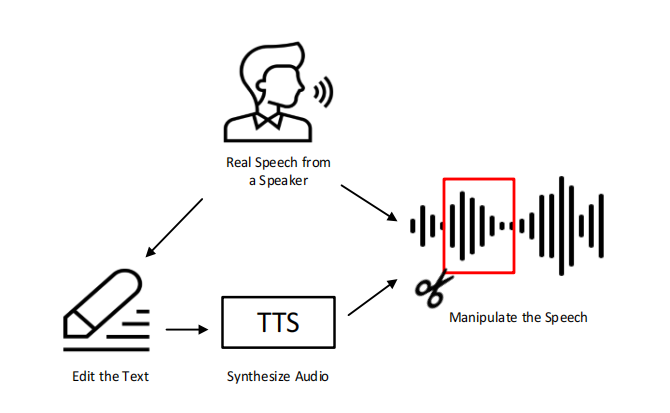 Real Speech from
a Speaker
Manipulate the Speech
TTS
Edit the Text
Synthesize Audio